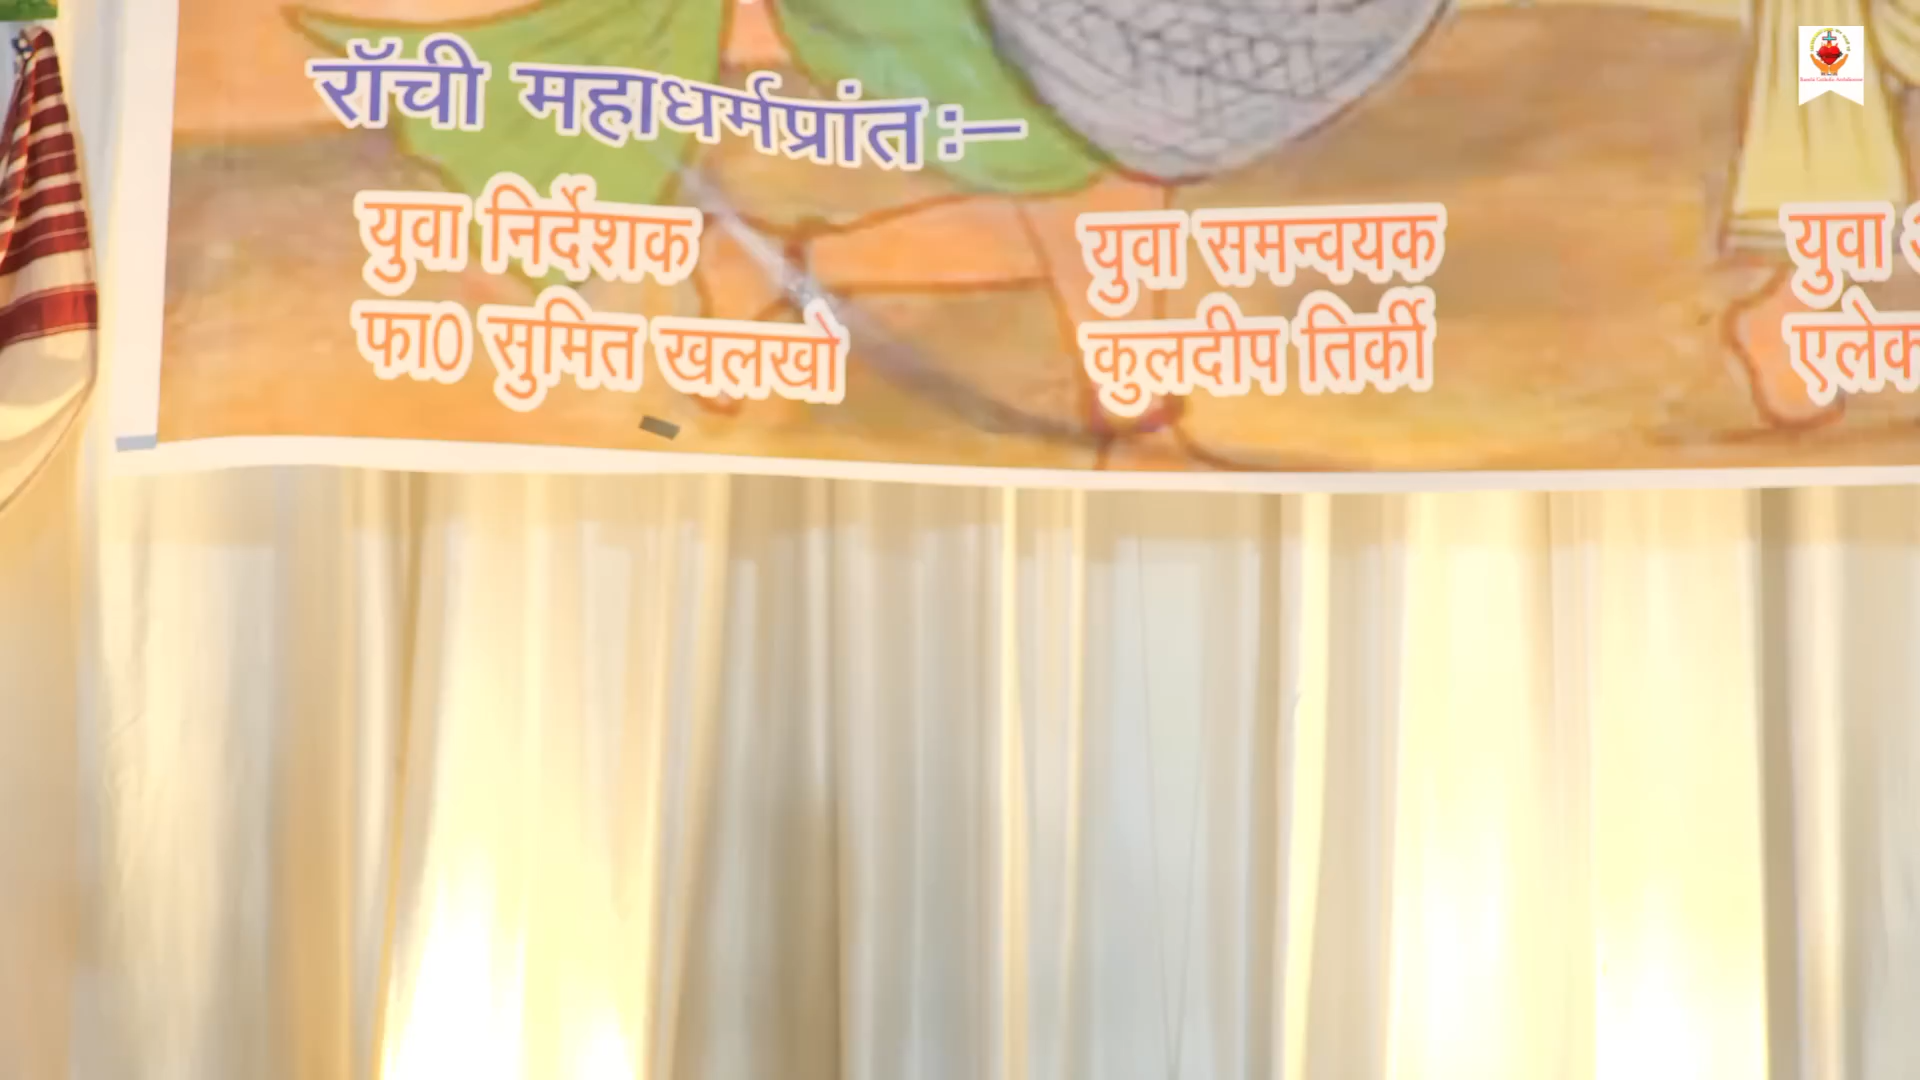 रॉची महाधर्मप्रांत :–
युवा निर्देशक
फा0 सुमित खलखो
युवा समन्वयक
कुलदीप तिर्की
युवा